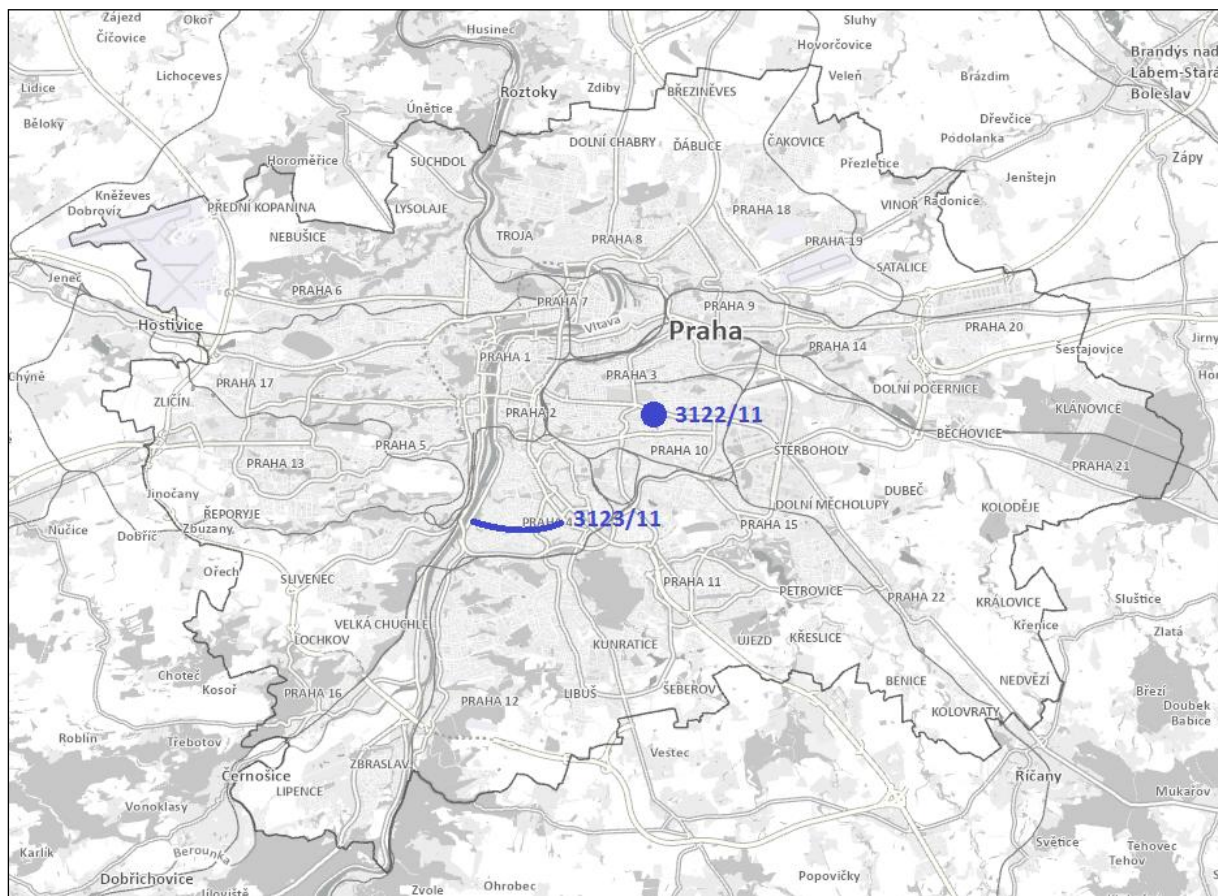 Zájezd
Okoř
Číčovice
Husinec
Sluhy
Hovorčovice
Brandýs nad
Labem-Stará
Boleslav
Lichoceves
Roztoky
Zdiby
Veleň
Brázdim
Lidice
Únětice
BŘEZINĚVES
Dřevčice
Běloky
Podolanka
Horoměřice
SUCHDOL
DOLNÍ CHABRY
ĎÁBLICE
ČAKOVICE
Přezletice
Zápy
Jenštejn
Kněževes
Dobrovíz
PŘEDNÍ KOPANINA
LYSOLAJE
PRAHA 18
VINOŘ
Radonice
NEBUŠICE
TROJA
PRAHA 8
PRAHA 19
SATALICE
Jeneč
PRAHA 6
PRAHA 7
PRAHA 9
Hostivice
Vltava
Praha
PRAHA 20
Jirny
PRAHA 1
PRAHA 14
Šestajovice
Chýně
PRAHA 17
PRAHA 3
DOLNÍ POČERNICE
ZLIČÍN
PRAHA 2
3122/11
KLÁNOVICE
BĚCHOVICE
PRAHA 5
PRAHA 10
ŠTĚRBOHOLY
PRAHA 13
PRAHA 21
Jinočany
DUBEČ
DOLNÍ MĚCHOLUPY
KOLODĚJE
ŘEPORYJE
PRAHA 4
3123/11
PRAHA 15
Nučice
Dobříč
Zbuzany
Ořech
SLIVENEC
PRAHA 11
PETROVICE
PRAHA 22
KRÁLOVICE
Sluštice
VELKÁ CHUCHLE
Křenice
LOCHKOV
KUNRATICE
ÚJEZD
KŘESLICE
Zlatá
Choteč
Kosoř
PRAHA 16
PRAHA 12
LIBUŠ
ŠEBEROV
BENICE
NEDVĚZÍ
Březí
Doubek
Babice
KOLOVRATY
Roblín
Třebotov
Vestec
ZBRASLAV
Černošice
LIPENCE
Říčany
Mukařov
Vonoklasy
Karlík
Berounka
Světice
Tehovec
Tehov
Dobřichovice
Jíloviště
Zvole
Ohrobec
Popovičky